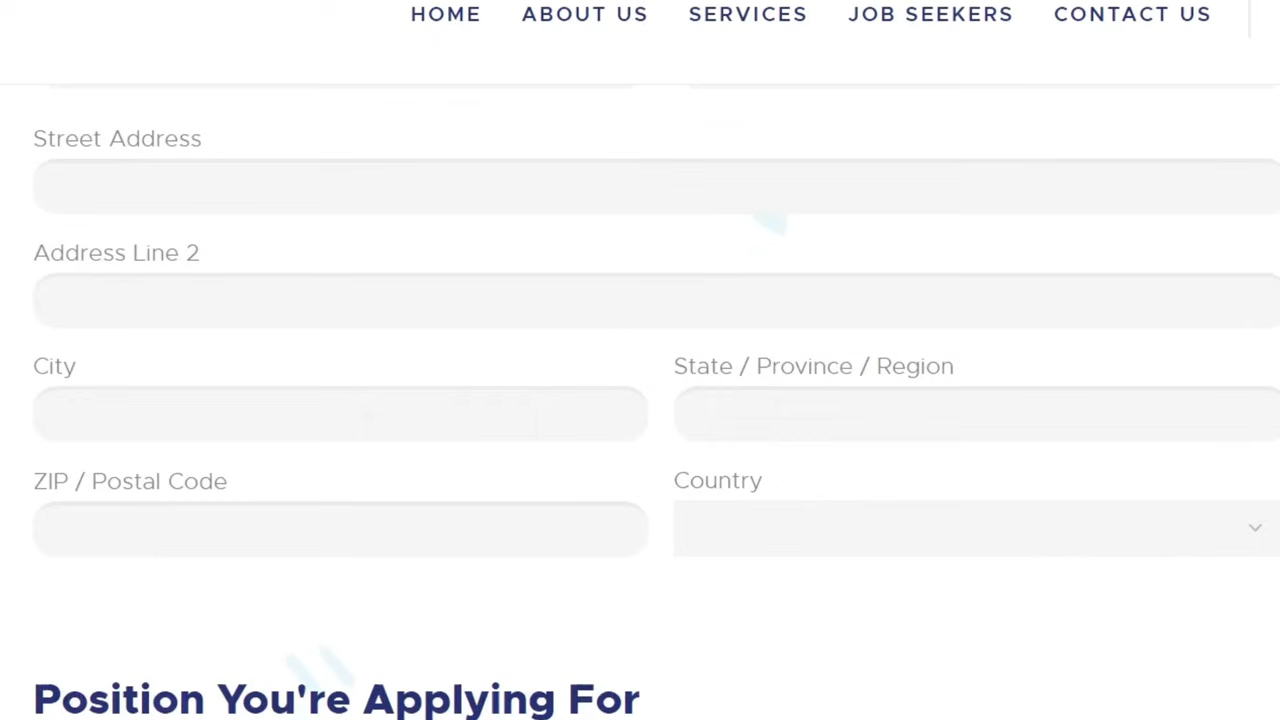 HOME ABOUT US SERVICES JOB SEEKERS CONTACT US
Street Address
Address Line 2
City State / Province / Region
ZIP / Postal Code Country
Position You're Applying For